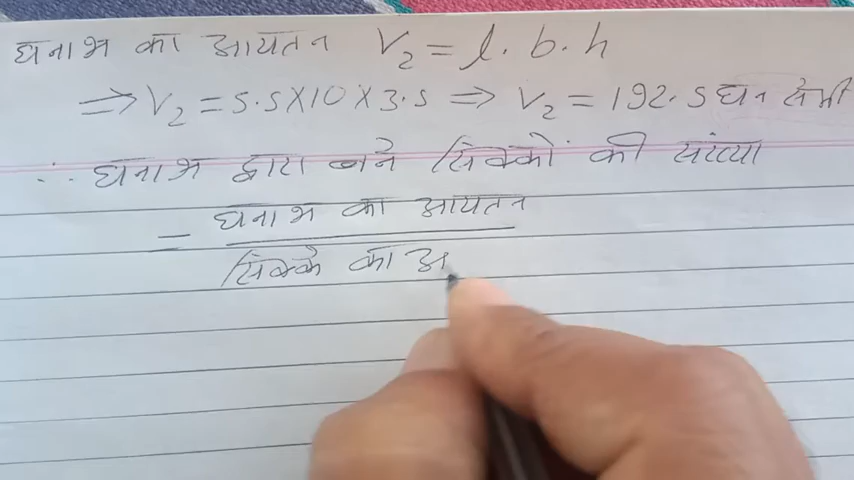 घनाभ का आयतन V₂ = l. b. h
⇒ V₂ = 5.5×10×3.5 ⇒ V₂ = 192.5 घन सेमी
∴ घनाभ द्वारा बने सिक्कों की संख्या
= घनाभ का आयतन
सिक्के का अ